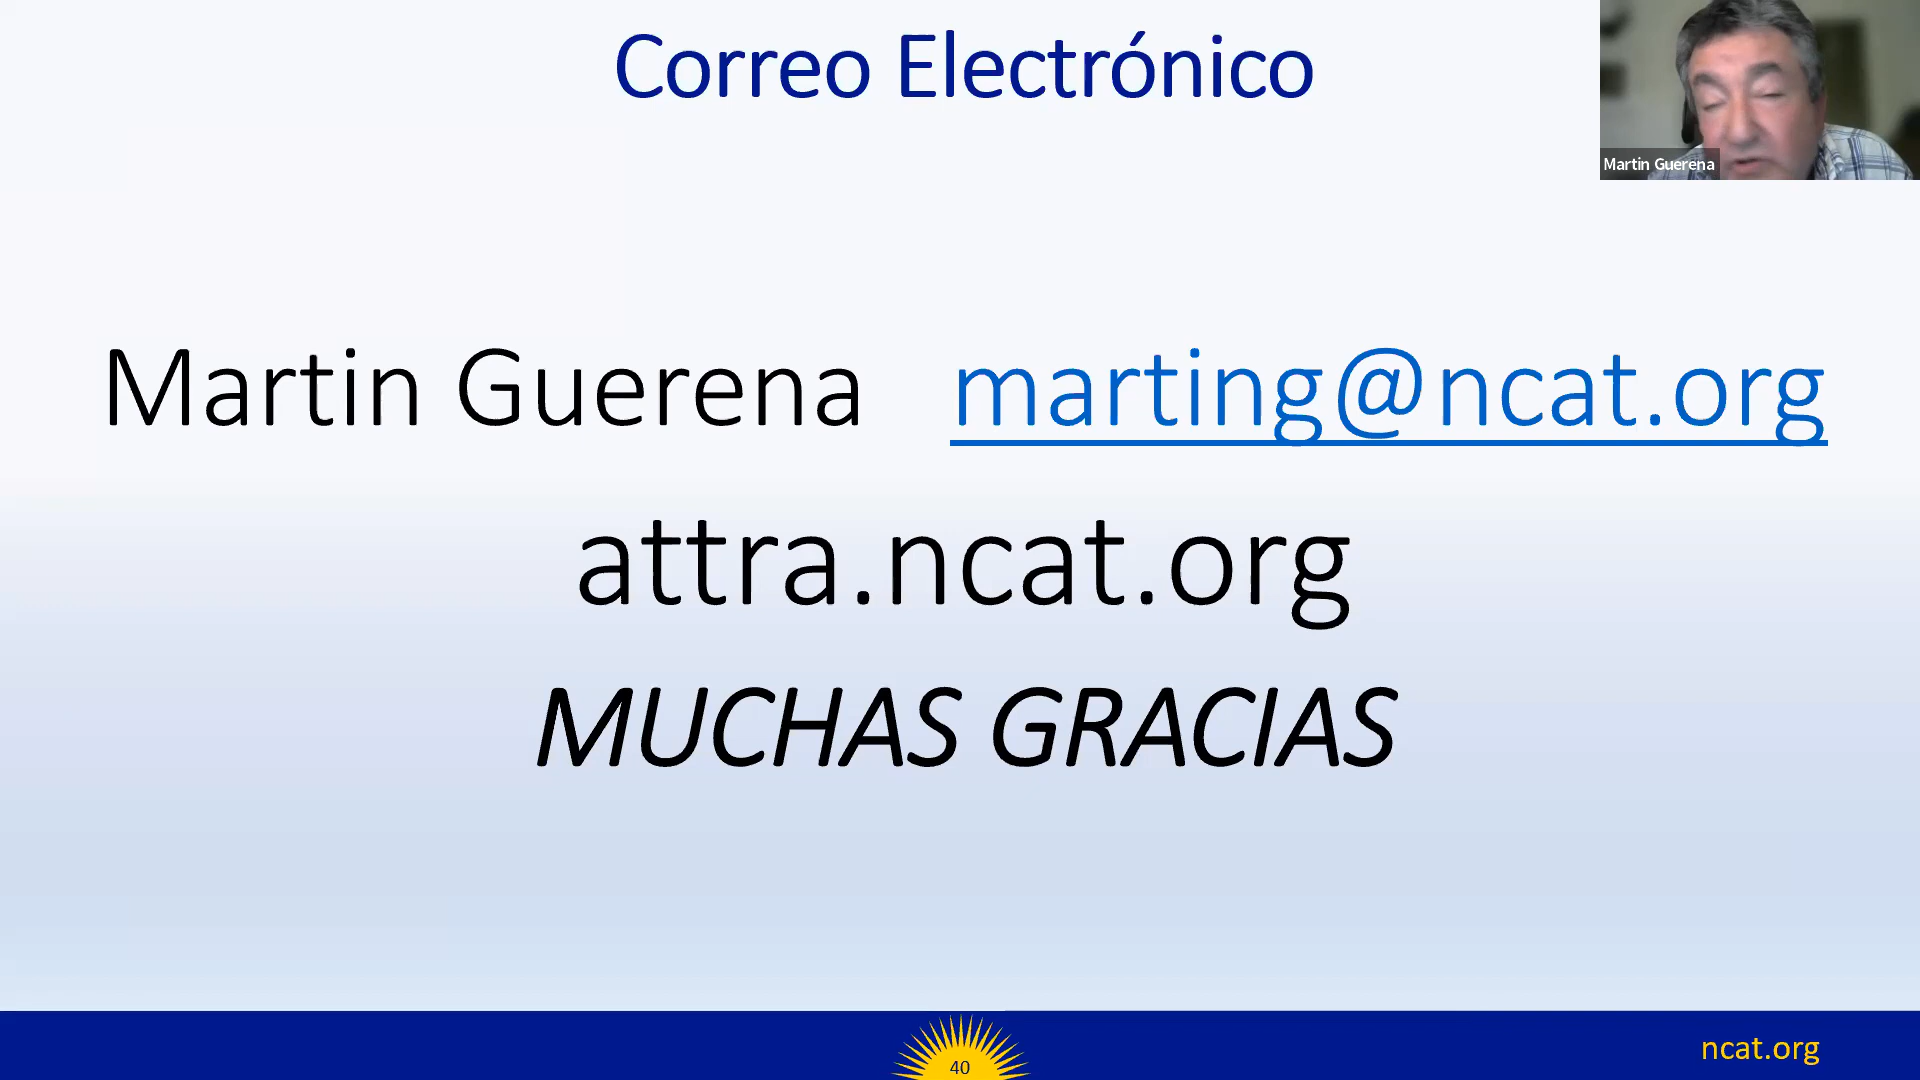 Correo Electrónico
Martin Guerena
Martin Guerena marting@ncat.org
attra.ncat.org
MUCHAS GRACIAS
40
ncat.org